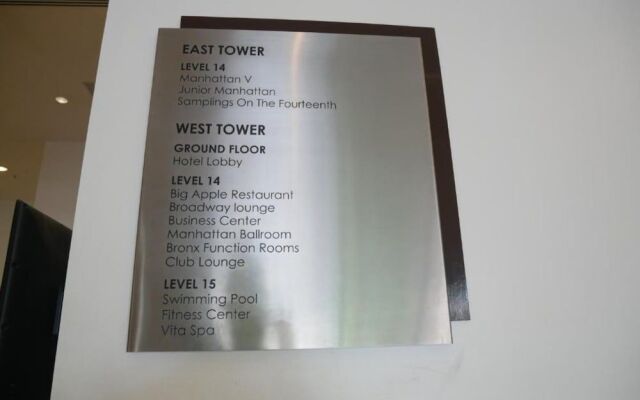 EAST TOWER
LEVEL 14
Manhattan V
Junior Manhattan
Samplings On The Fourteenth
WEST TOWER
GROUND FLOOR
Hotel Lobby
LEVEL 14
Big Apple Restaurant
Broadway lounge
Business Center
Manhattan Ballroom
Bronx Function Rooms
Club Lounge
LEVEL 15
Swimming Pool
Fitness Center
Vita Spa